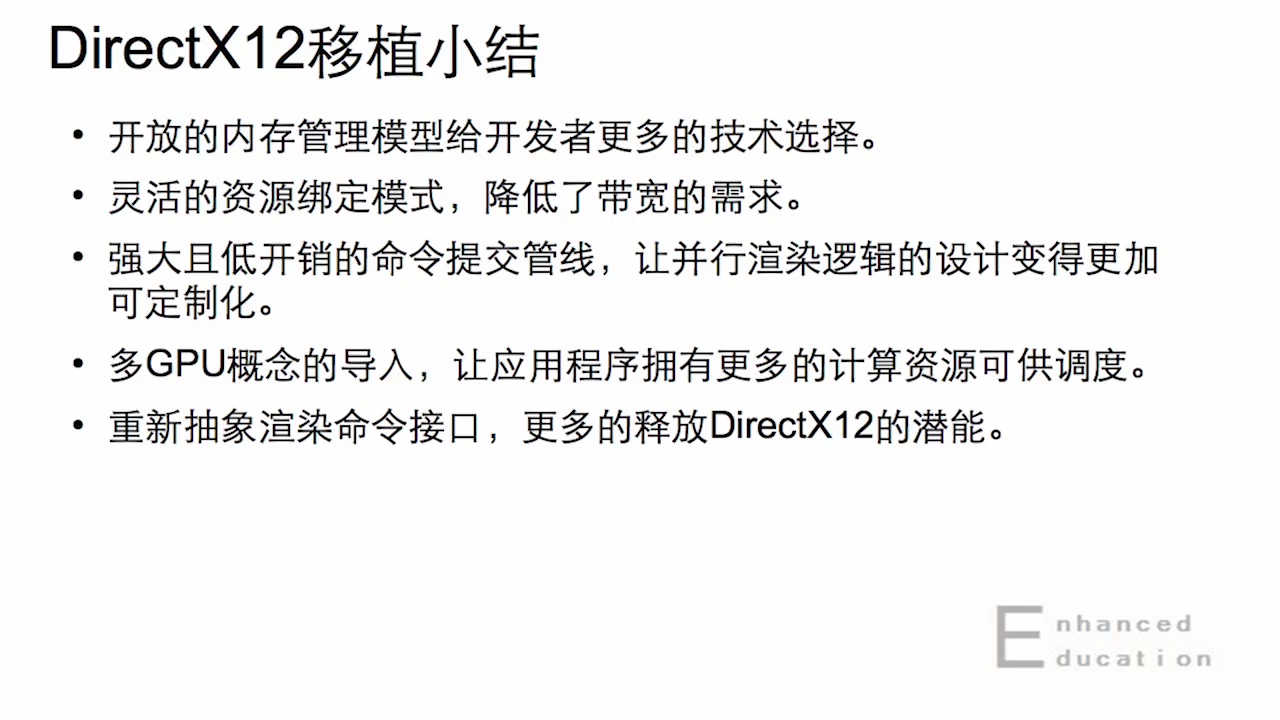 DirectX12移植小结
• 开放的内存管理模型给开发者更多的技术选择。
• 灵活的资源绑定模式，降低了带宽的需求。
• 强大且低开销的命令提交管线，让并行渲染逻辑的设计变得更加
可定制化。
• 多GPU概念的导入，让应用程序拥有更多的计算资源可供调度。
• 重新抽象渲染命令接口，更多的释放DirectX12的潜能。
Enhanced
Education